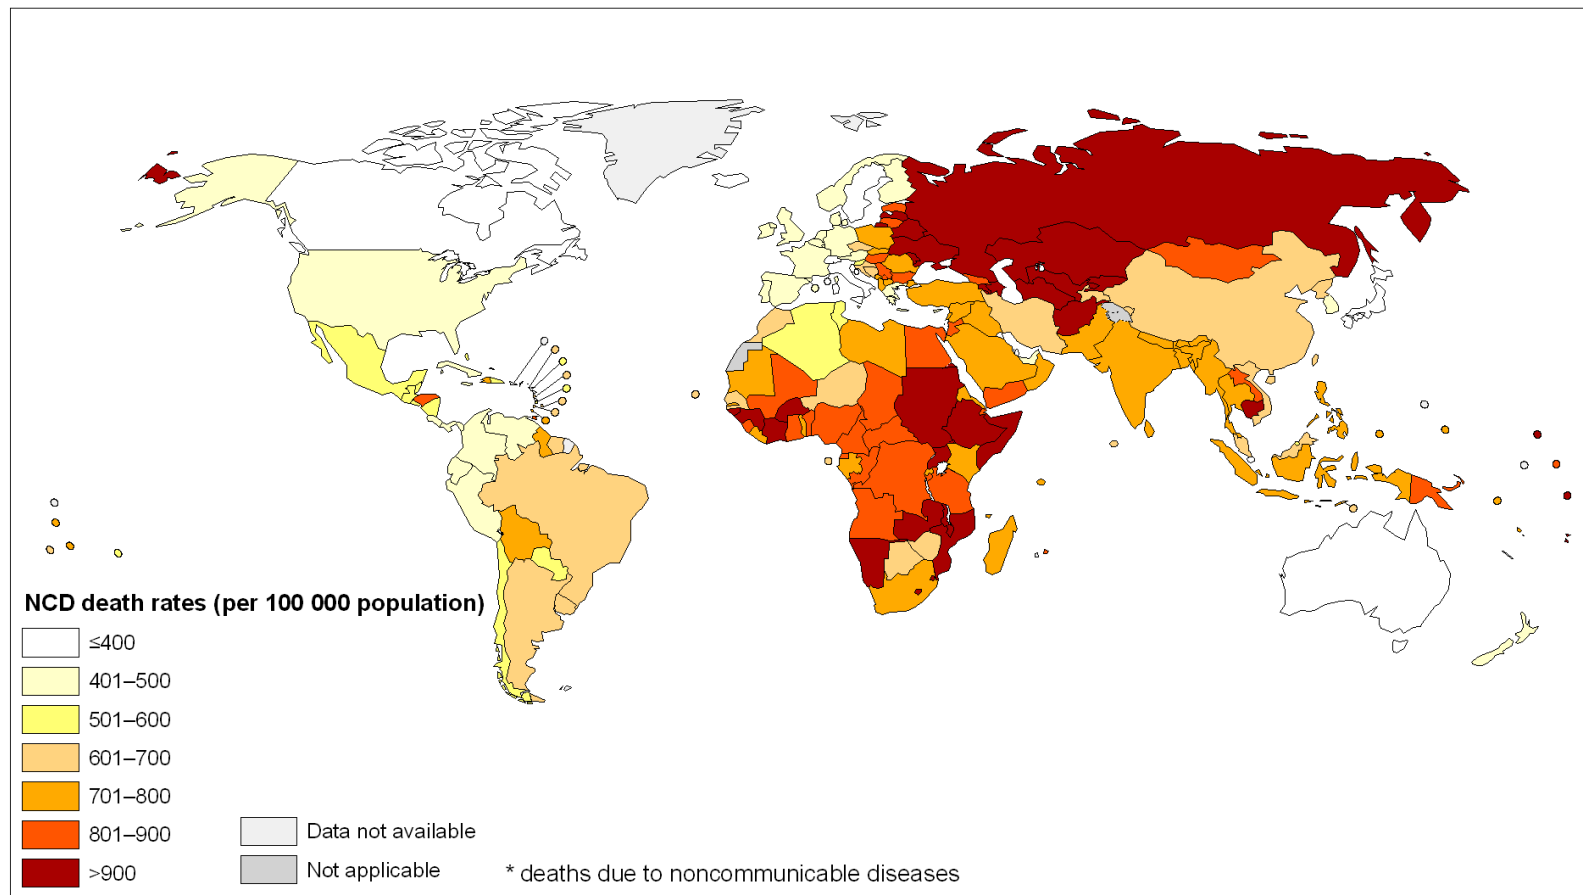 NCD death rates (per 100 000 population)
≤400
401–500
501–600
601–700
701–800
801–900
>900
Data not available
Not applicable
* deaths due to noncommunicable diseases